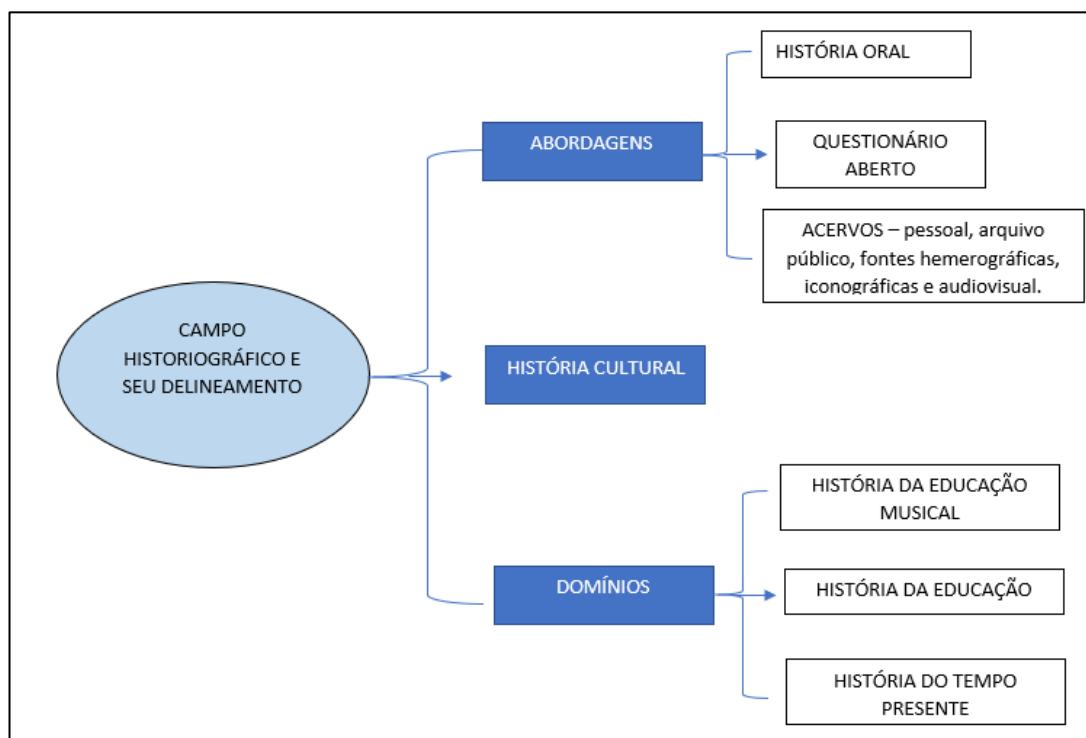 CAMPO
HISTORIOGRÁFICO E
SEU DELINEAMENTO
ABORDAGENS
HISTÓRIA ORAL
QUESTIONÁRIO
ABERTO
ACERVOS – pessoal, arquivo
público, fontes hemerográficas,
iconográficas e audiovisual.
HISTÓRIA CULTURAL
DOMÍNIOS
HISTÓRIA DA EDUCAÇÃO
MUSICAL
HISTÓRIA DA EDUCAÇÃO
HISTÓRIA DO TEMPO
PRESENTE